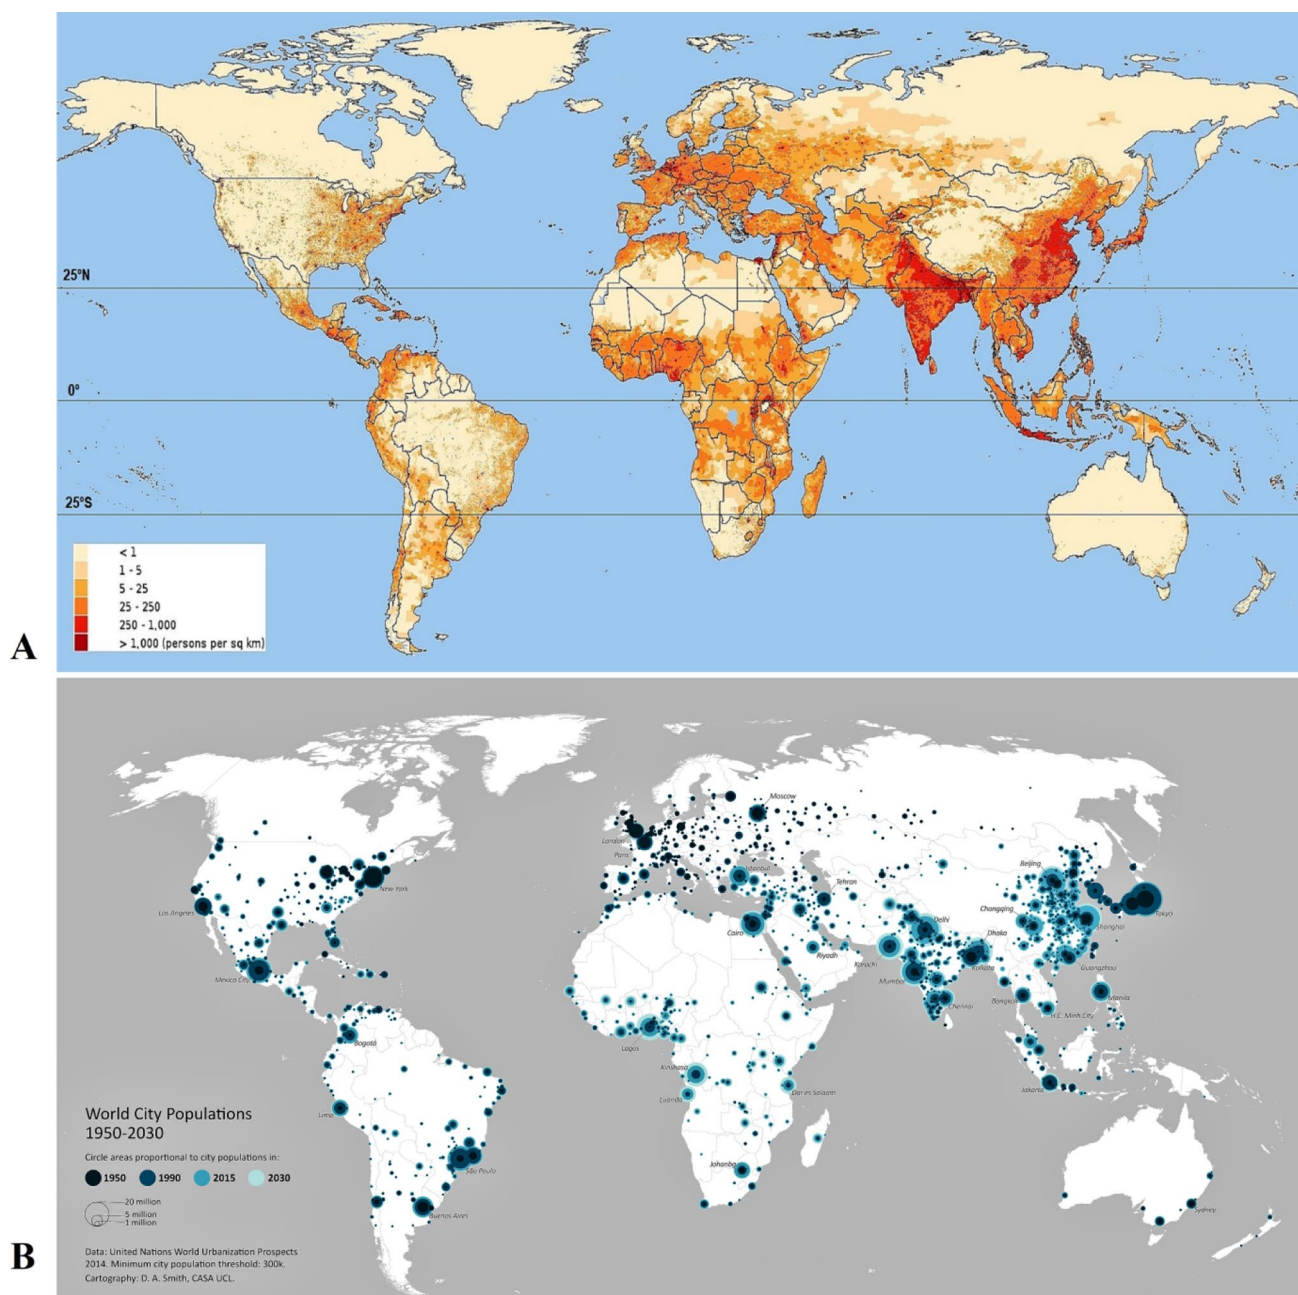 A
25°N
0°
25°S
< 1
1 - 5
5 - 25
25 - 250
250 - 1,000
> 1,000 (persons per sq km)
B
Moscow
London
Paris
Istanbul
Beijing
New York
Tehran
Los Angeles
Chongqing
Tokyo
Delhi
Shanghai
Cairo
Dhaka
Riyadh
Karachi
Kolkata
Guangzhou
Mexico City
Mumbai
Bangkok
Manila
Chennai
H.C. Minh City
Bogotá
Lagos
Kinshasa
Jakarta
Dar es Salaam
Luanda
Lima
World City Populations
1950-2030
Circle areas proportional to city populations in:
1950 1990 2015 2030
Johanbg
São Paulo
20 million
5 million
1 million
Buenos Aires
Sydney
Data: United Nations World Urbanization Prospects
2014. Minimum city population threshold: 300k.
Cartography: D. A. Smith, CASA UCL.